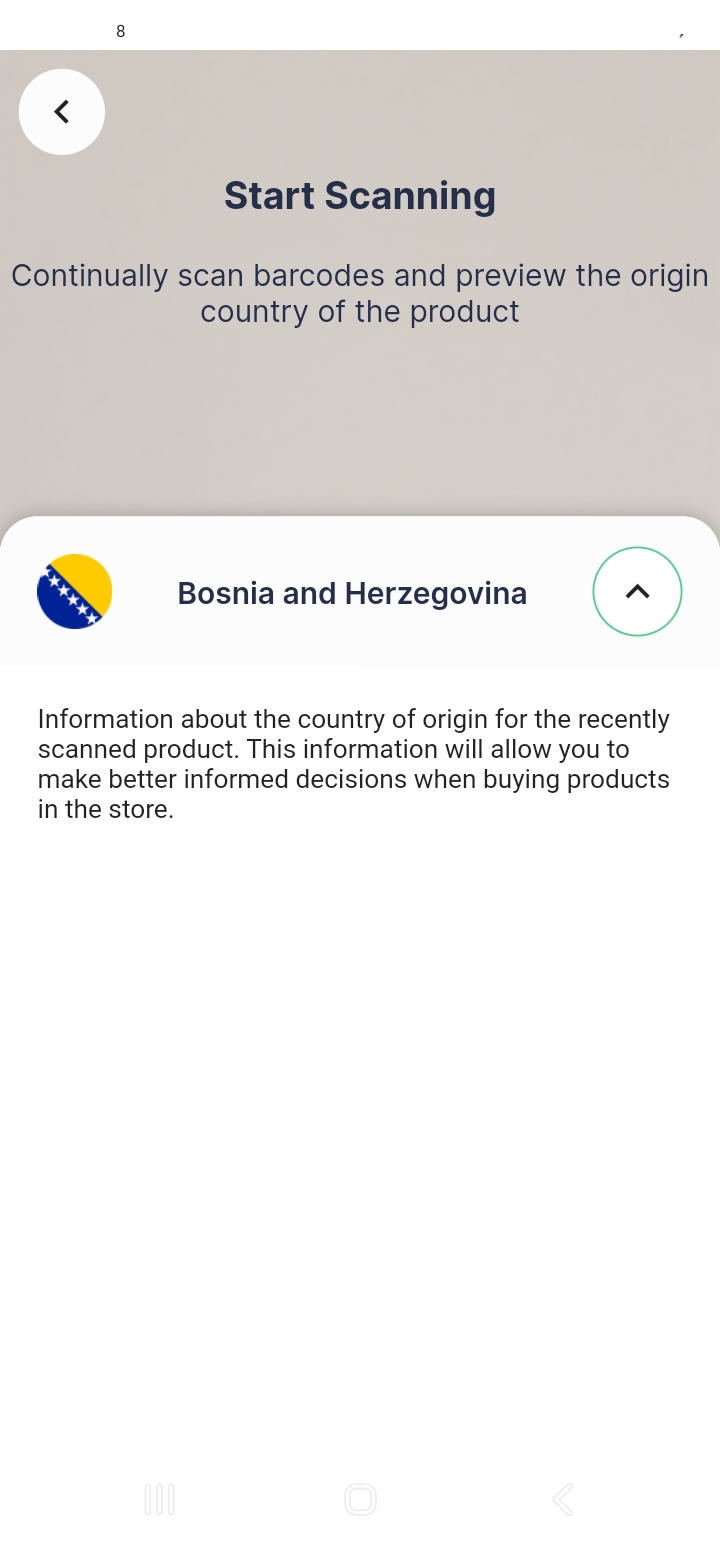 8
Start Scanning
Continually scan barcodes and preview the origin
country of the product
Bosnia and Herzegovina
Information about the country of origin for the recently
scanned product. This information will allow you to
make better informed decisions when buying products
in the store.